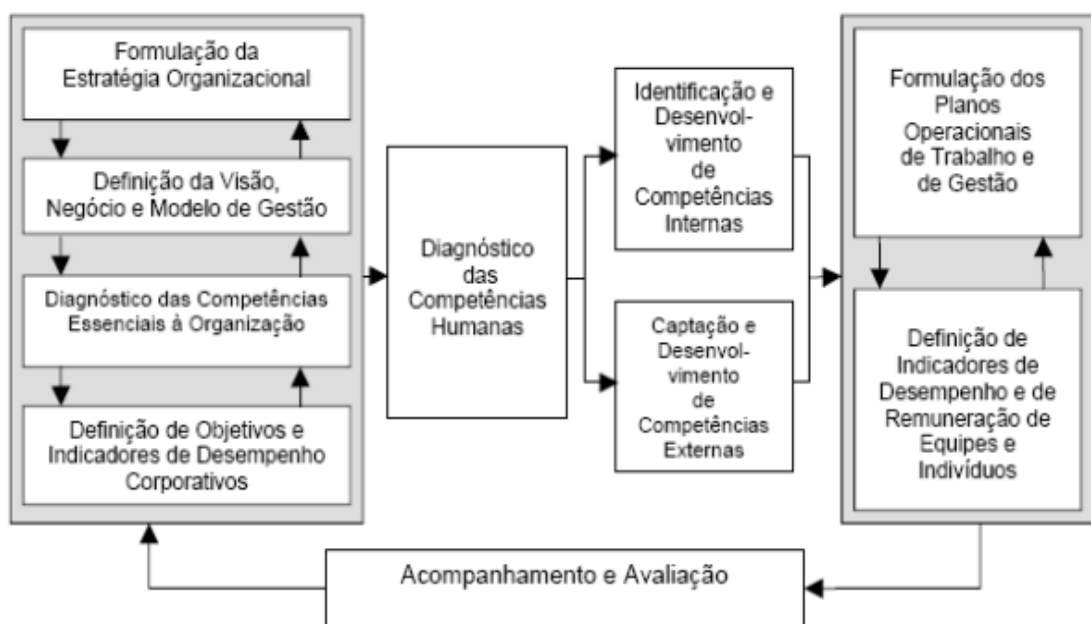 Formulação da
Estratégia Organizacional
Definição da Visão,
Negócio e Modelo de Gestão
Diagnóstico das Competências
Essenciais à Organização
Definição de Objetivos e
Indicadores de Desempenho
Corporativos
Diagnóstico
das
Competências
Humanas
Identificação e
Desenvol-
vimento
de
Competências
Internas
Captação e
Desenvol-
vimento
de
Competências
Externas
Formulação dos
Planos
Operacionais
de Trabalho e
de Gestão
Definição de
Indicadores de
Desempenho e de
Remuneração de
Equipes e
Indivíduos
Acompanhamento e Avaliação